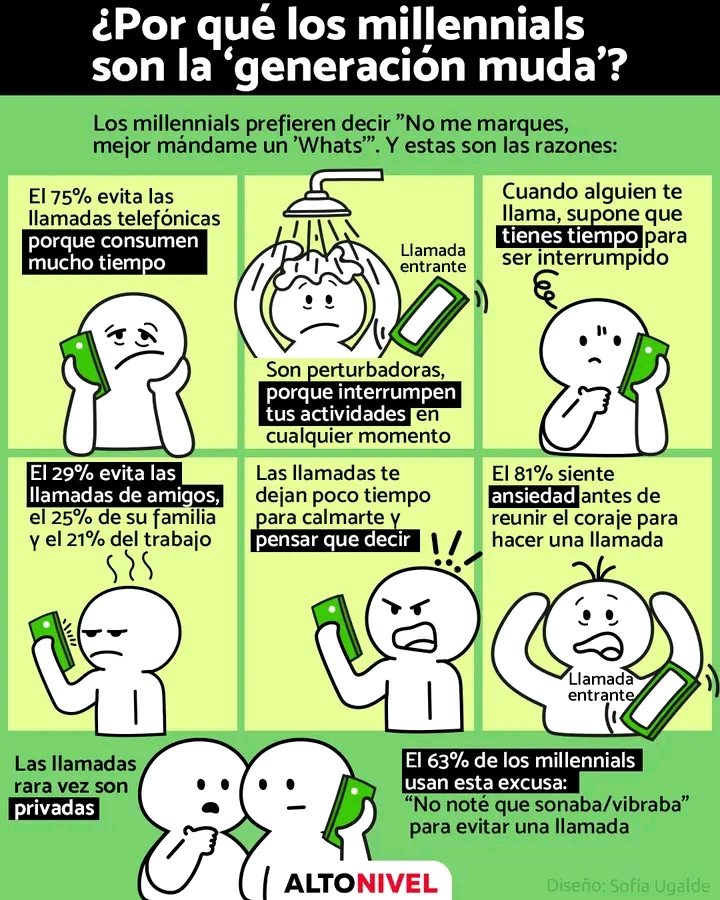 ¿Por qué los millennials
son la ‘generación muda’?
Los millennials prefieren decir ”No me marques,
mejor mándame un ’Whats’”. Y estas son las razones:
El 75% evita las
llamadas telefónicas
porque consumen
mucho tiempo
Llamada
entrante
Son perturbadoras,
porque interrumpen
tus actividades en
cualquier momento
Cuando alguien te
llama, supone que
tienes tiempo para
ser interrumpido
El 29% evita las
llamadas de amigos,
el 25% de su familia
y el 21% del trabajo
Las llamadas te
dejan poco tiempo
para calmarte y
pensar que decir
El 81% siente
ansiedad antes de
reunir el coraje para
hacer una llamada
Llamada
entrante
Las llamadas
rara vez son
privadas
El 63% de los millennials
usan esta excusa:
“No noté que sonaba/vibraba”
para evitar una llamada
ALTONIVEL
Diseño: Sofía Ugalde